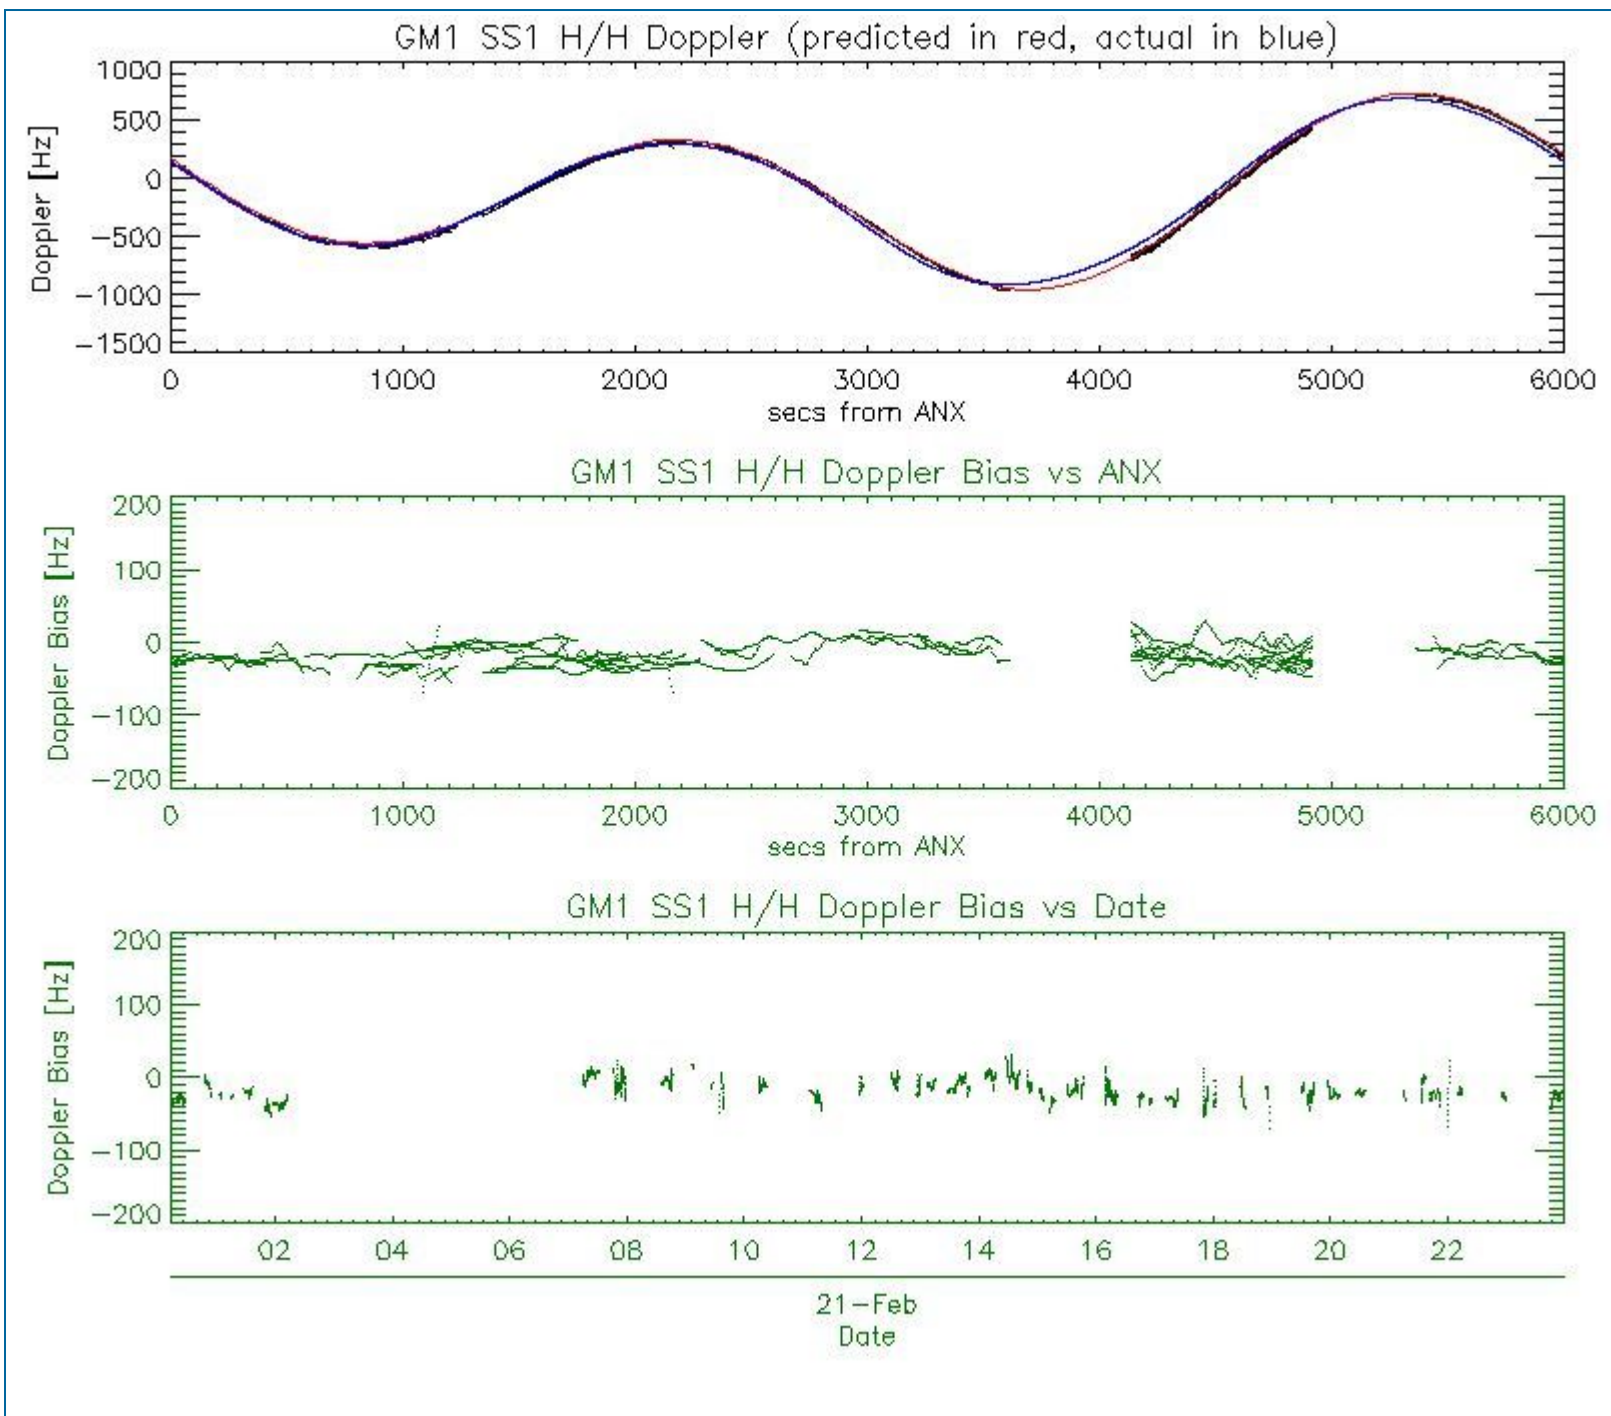 GM1 SS1 H/H Doppler (predicted in red, actual in blue)
1000
500
0
-500
-1000
-1500
Doppler [Hz]
0 1000 2000 3000 4000 5000 6000
secs from ANX
GM1 SS1 H/H Doppler Bias vs ANX
200
100
0
-100
-200
Doppler Bias [Hz]
0 1000 2000 3000 4000 5000 6000
secs from ANX
GM1 SS1 H/H Doppler Bias vs Date
200
100
0
-100
-200
Doppler Bias [Hz]
02 04 06 08 10 12 14 16 18 20 22
21-Feb
Date